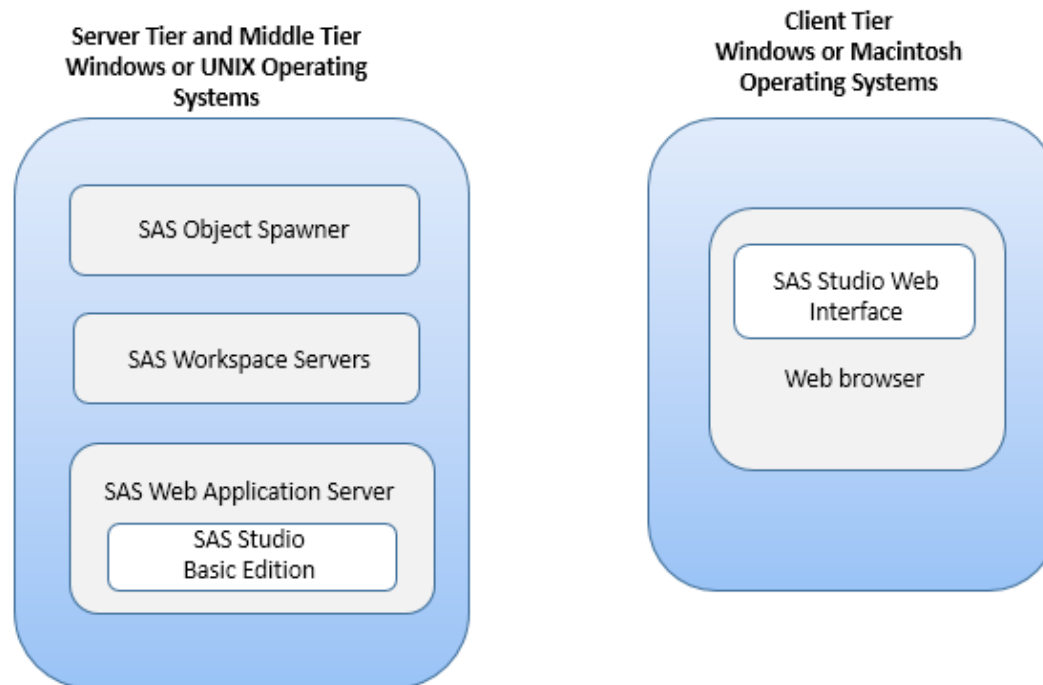 Server Tier and Middle Tier
Windows or UNIX Operating
Systems
SAS Object Spawner
SAS Workspace Servers
SAS Web Application Server
SAS Studio
Basic Edition
Client Tier
Windows or Macintosh
Operating Systems
SAS Studio Web
Interface
Web browser